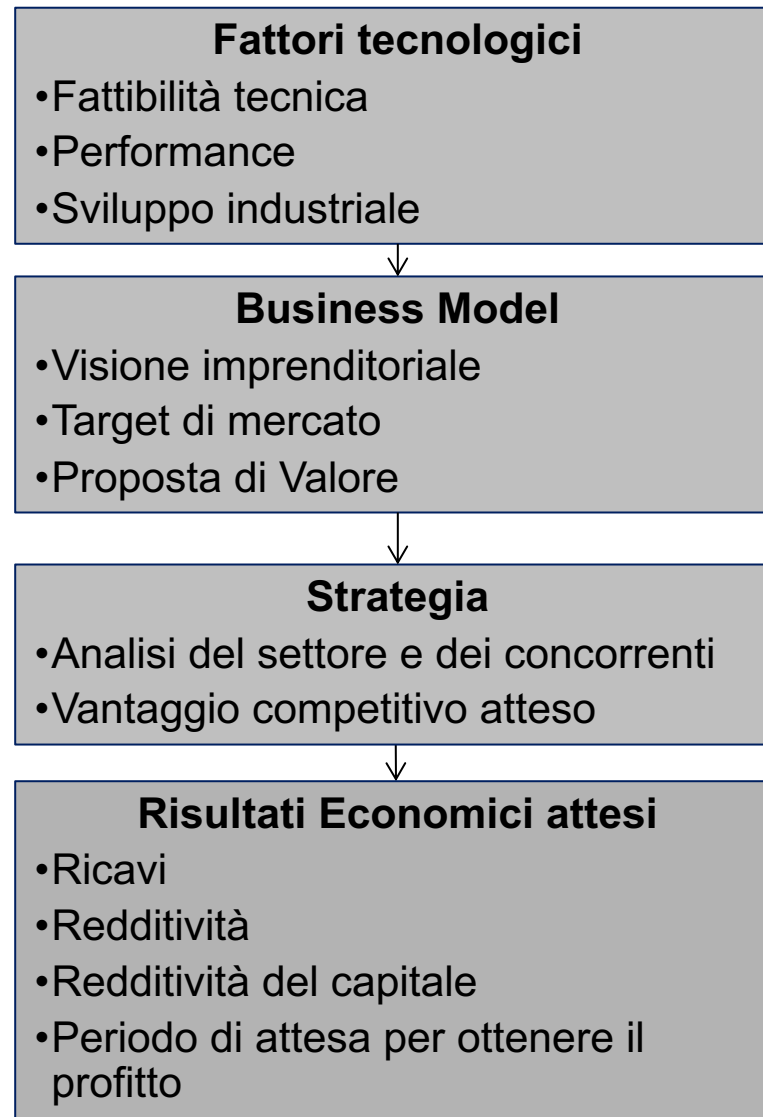 Fattori tecnologici
•Fattibilità tecnica
•Performance
•Sviluppo industriale
Business Model
•Visione imprenditoriale
•Target di mercato
•Proposta di Valore
Strategia
•Analisi del settore e dei concorrenti
•Vantaggio competitivo atteso
Risultati Economici attesi
•Ricavi
•Redditività
•Redditività del capitale
•Periodo di attesa per ottenere il
profitto